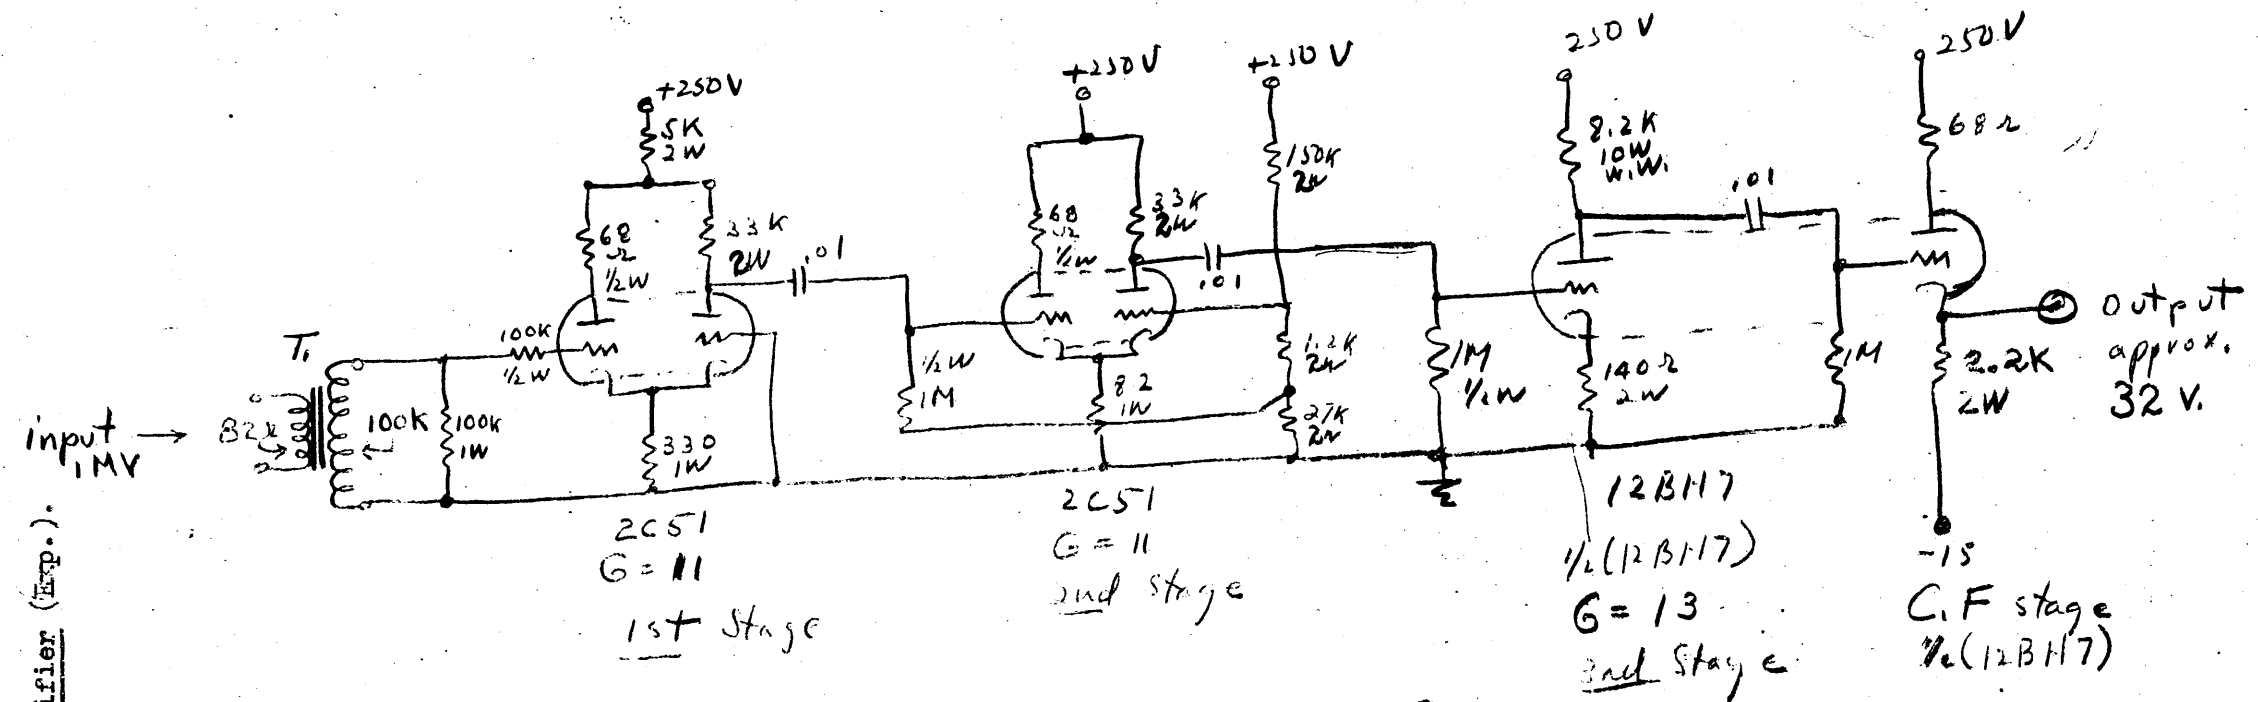 +250V
5K
2W
68
Ω
½W
33K
2W
.01
T1
100K
½W
input →
1MV
82Ω
100K
100K
1W
330
1W
2C51
G = 11
1st Stage
+250V
68
Ω
½W
33K
2W
.01
½W
1M
82
1W
2C51
G = 11
2nd Stage
+250V
150K
2W
1.2K
2W
27K
2W
1M
½W
250V
8.2K
10W
W.W.
.01
140Ω
2W
1M
12BH7
½(12BH7)
G = 13
3rd Stage
250V
68Ω
Output
approx.
32 V.
2.2K
2W
-15
C.F stage
½(12BH7)
ifier (Exp.).